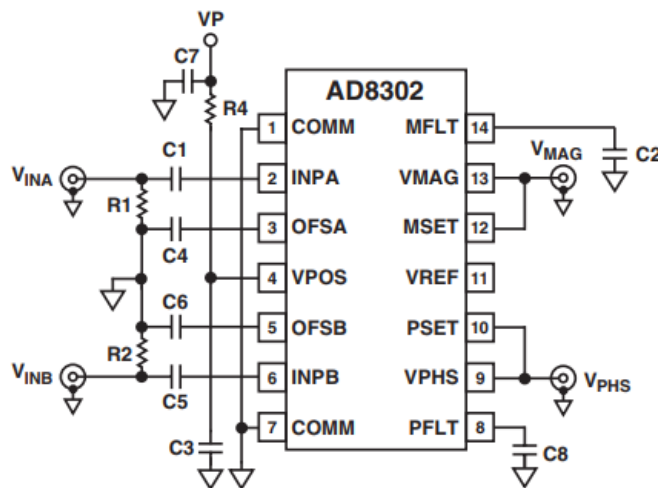 VP
C7
R4
AD8302
1 COMM
MFLT 14
C2
V_INA
R1
C1
2 INPA
VMAG 13
V_MAG
C4
3 OFSA
MSET 12
4 VPOS
VREF 11
C6
5 OFSB
PSET 10
V_INB
R2
C5
6 INPB
VPHS 9
V_PHS
C3
7 COMM
PFLT 8
C8